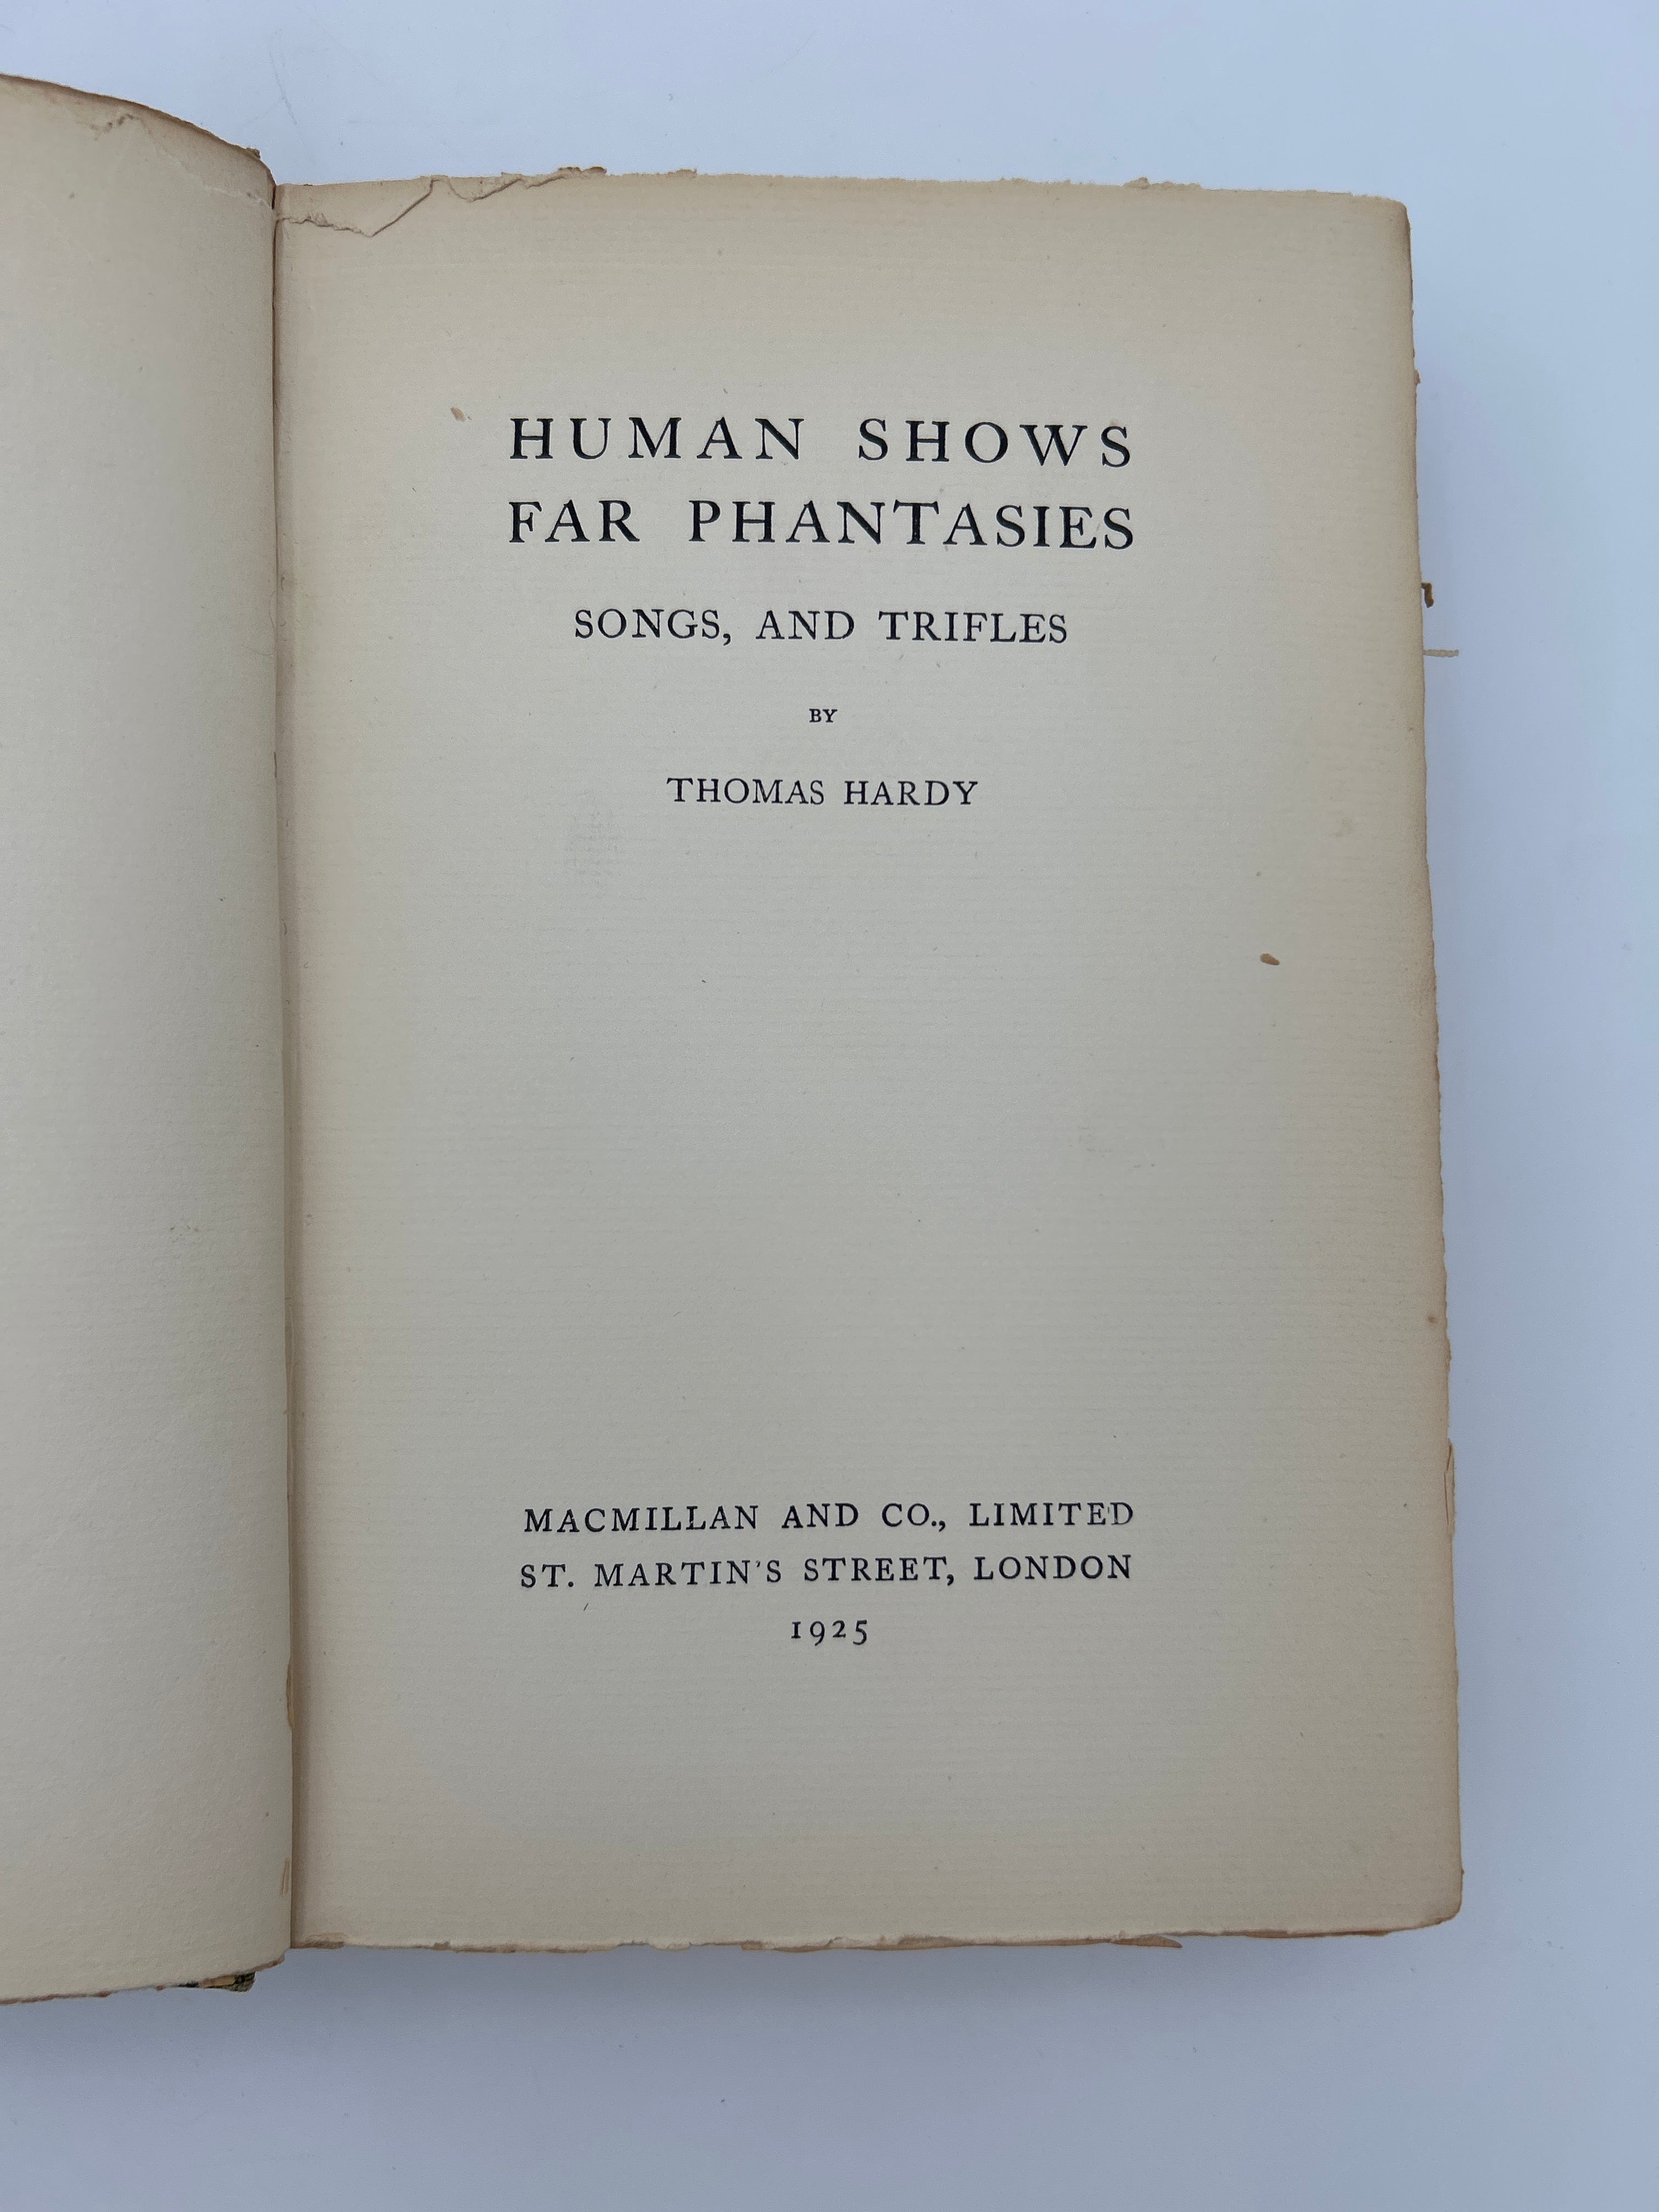 HUMAN SHOWS
FAR PHANTASIES
SONGS, AND TRIFLES
BY
THOMAS HARDY
MACMILLAN AND CO., LIMITED
ST. MARTIN'S STREET, LONDON
1925